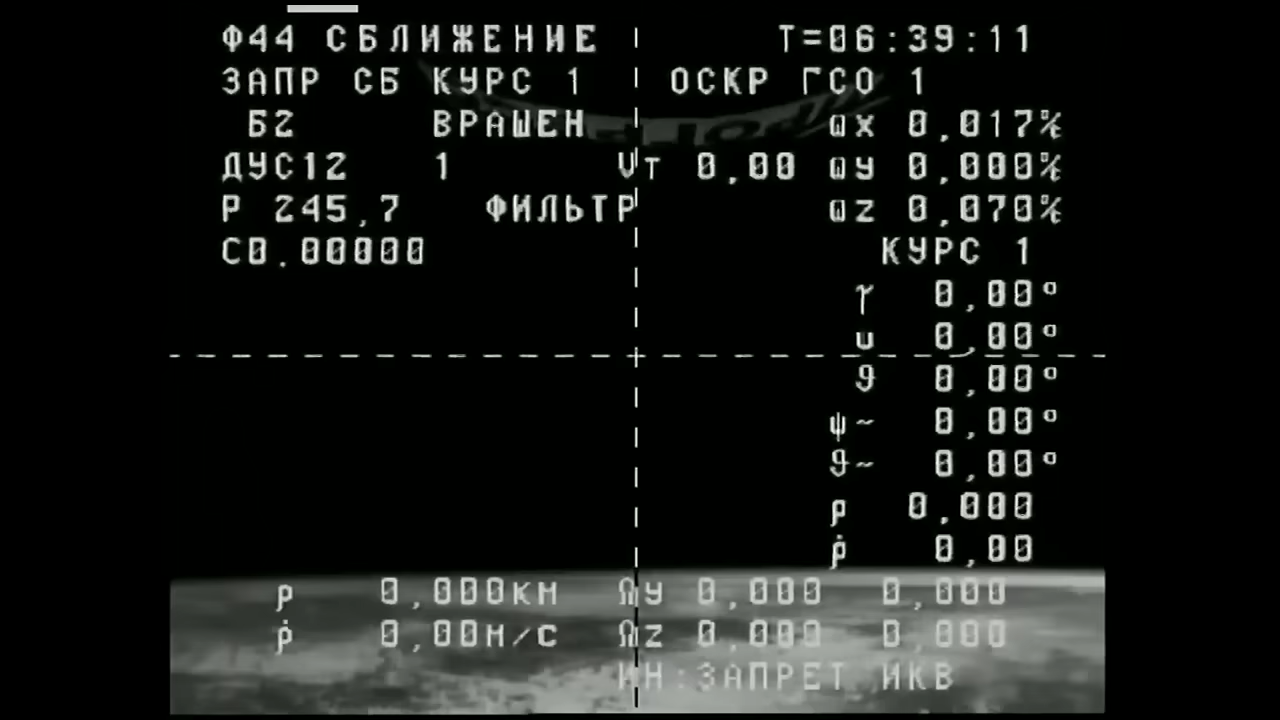 Ф44 СБЛИЖЕНИЕ Т=06:39:11
ЗАПР СБ КУРС 1 ОСКР ГСО 1
Б2 ВРАШЕН ωx 0,017%
ДУС12 1 VТ 0.00 ωу 0,000%
Р 245,7 ФИЛЬТР ωz 0,070%
С0.00000 КУРС 1
γ 0,00°
υ 0,00°
ϑ 0,00°
ψ~ 0,00°
ϑ~ 0,00°
ρ 0,000
ρ̇ 0,00
ρ 0,000КМ Ωу 0,000 0,000
ρ̇ 0,00М/С Ωz 0,000 0,000
ИН:ЗАПРЕТ ИКВ